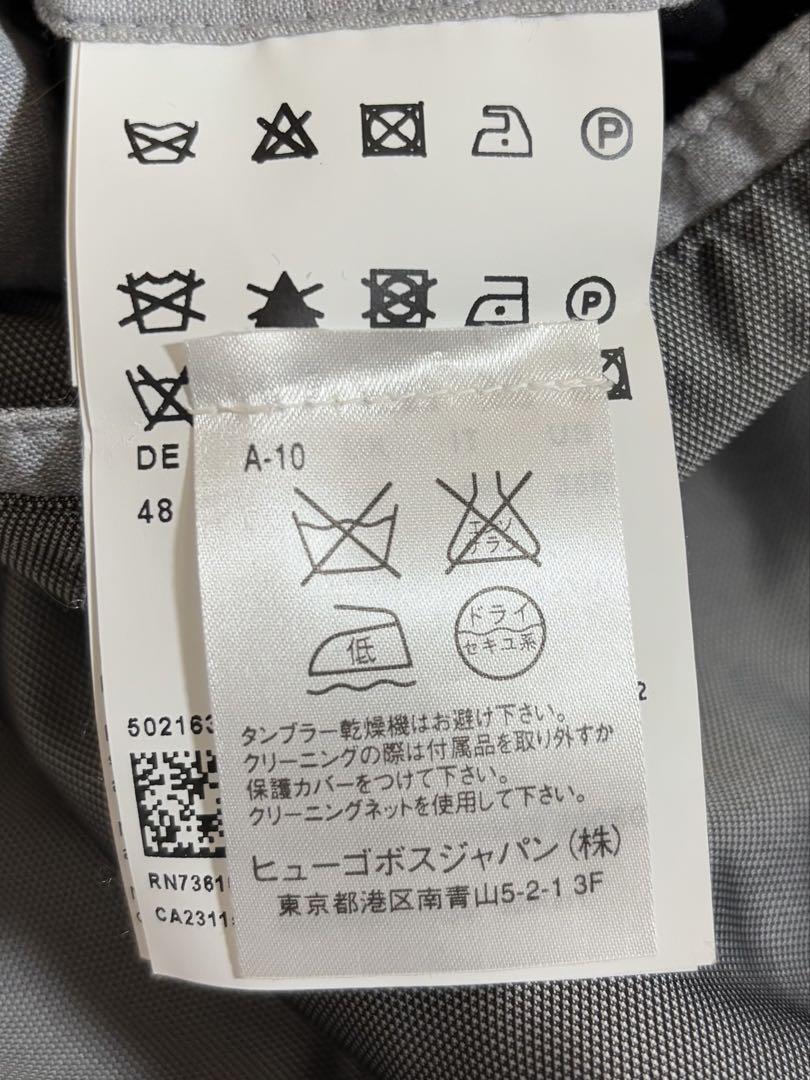 P
P
DE
48
A-10
エンソ
サラシ
低
ドライ
セキユ系
タンブラー乾燥機はお避け下さい。
クリーニングの際は付属品を取り外すか
保護カバーをつけて下さい。
クリーニングネットを使用して下さい。
ヒューゴボスジャパン(株)
東京都港区南青山5-2-1 3F
502163
2
RN7361
CA2311